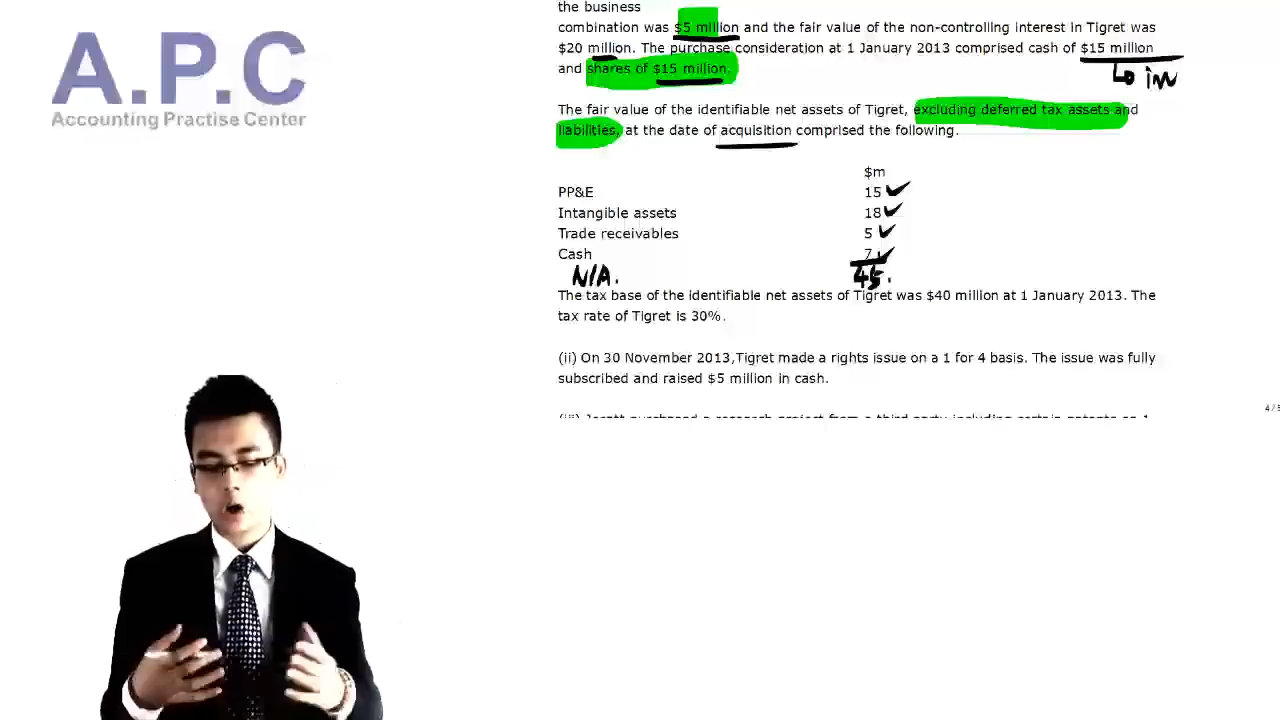 the business
combination was $5 million and the fair value of the non-controlling interest in Tigret was
$20 million. The purchase consideration at 1 January 2013 comprised cash of $15 million
and shares of $15 million.
The fair value of the identifiable net assets of Tigret, excluding deferred tax assets and
liabilities, at the date of acquisition comprised the following.
$m
PP&E 15
Intangible assets 18
Trade receivables 5
Cash 7
N/A. 45.
The tax base of the identifiable net assets of Tigret was $40 million at 1 January 2013. The
tax rate of Tigret is 30%.
(ii) On 30 November 2013,Tigret made a rights issue on a 1 for 4 basis. The issue was fully
subscribed and raised $5 million in cash.
A.P.C
Accounting Practise Center